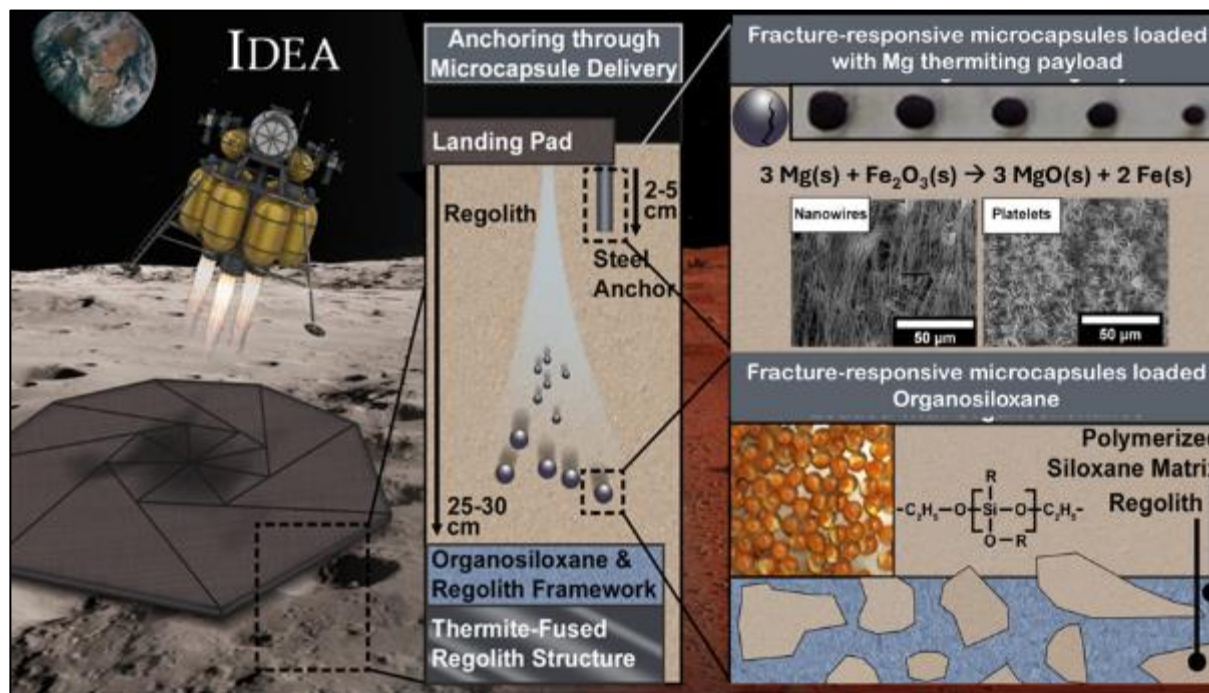 IDEA
Anchoring through
Microcapsule Delivery
Landing Pad
Regolith
2-5
cm
Steel
Anchor
25-30
cm
Organosiloxane &
Regolith Framework
Thermite-Fused
Regolith Structure
Fracture-responsive microcapsules loaded
with Mg thermiting payload
3 Mg(s) + Fe₂O₃(s) → 3 MgO(s) + 2 Fe(s)
Nanowires
50 µm
Platelets
50 µm
Fracture-responsive microcapsules loaded
Organosiloxane
Polymerized
Siloxane Matri
Regolith
R
-C₂H₅—O—[Si—O]—C₂H₅-
O—R